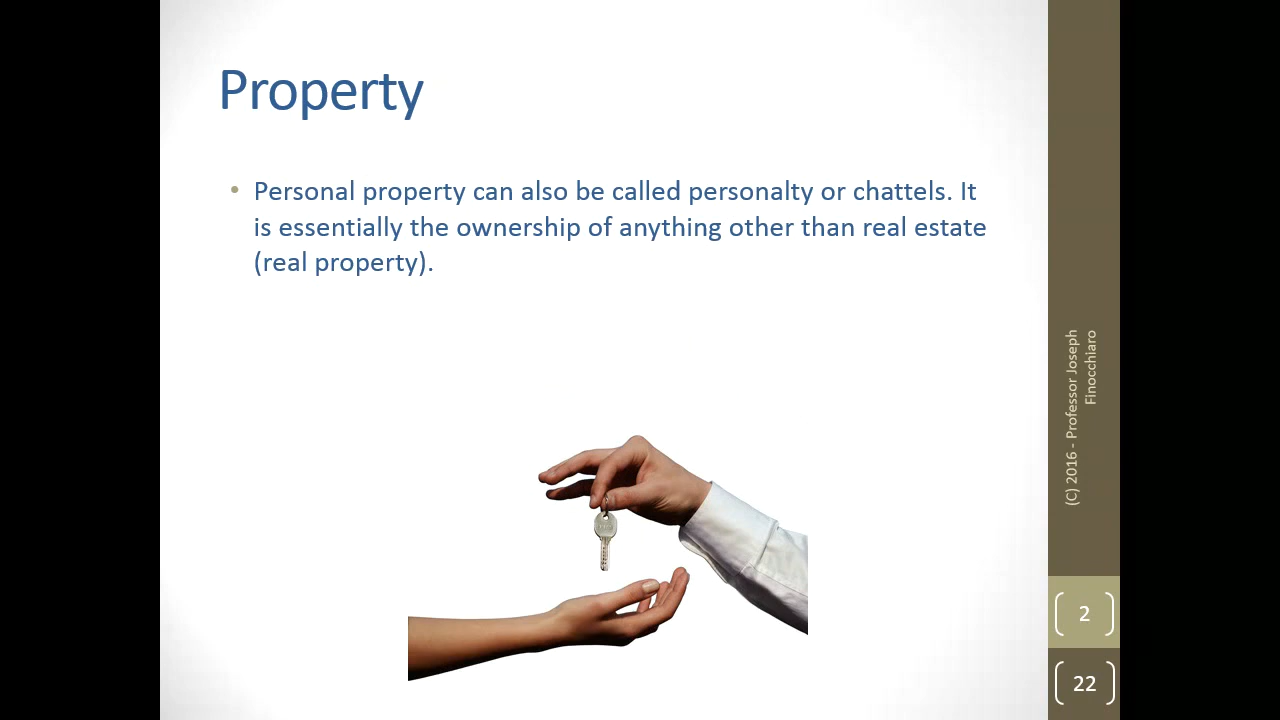 Property
• Personal property can also be called personalty or chattels. It
is essentially the ownership of anything other than real estate
(real property).
(C) 2016 - Professor Joseph
Finocchiaro
2
22